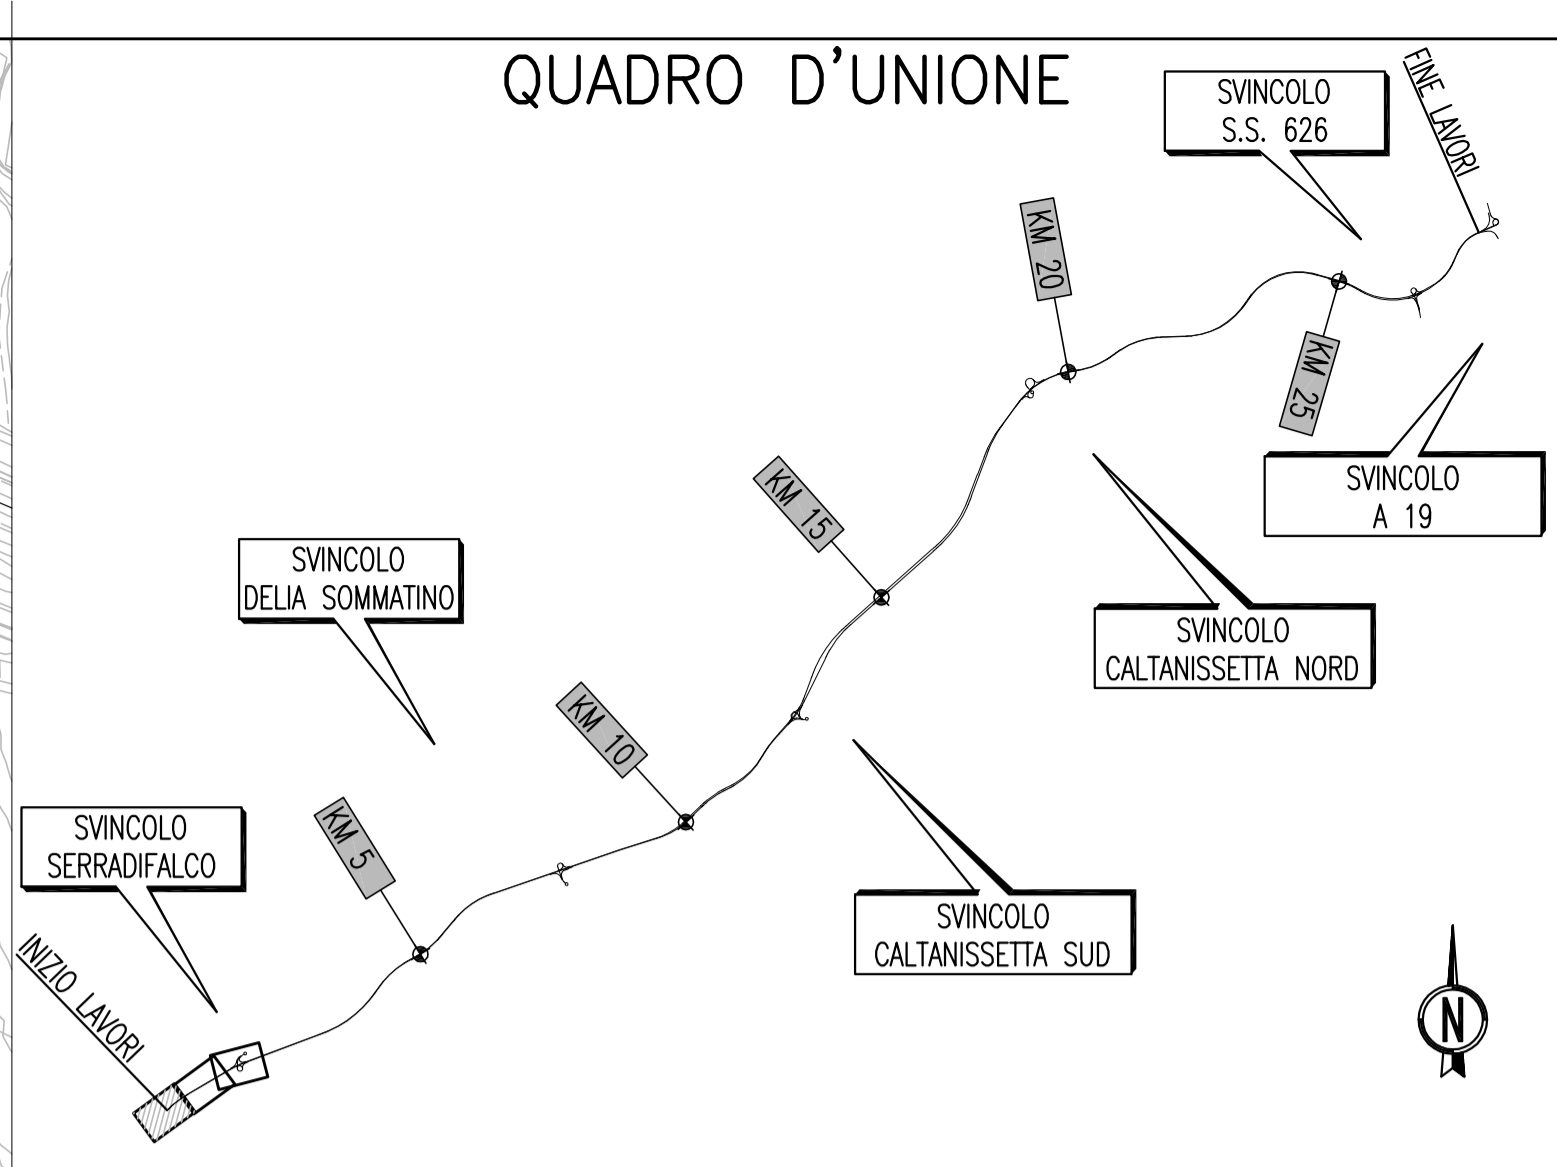 QUADRO D'UNIONE
SVINCOLO
S.S. 626
FINE LAVORI
KM 20
KM 25
SVINCOLO
A 19
KM 15
SVINCOLO
DELIA SOMMATINO
SVINCOLO
CALTANISSETTA NORD
KM 10
KM 5
SVINCOLO
SERRADIFALCO
SVINCOLO
CALTANISSETTA SUD
INIZIO LAVORI
N